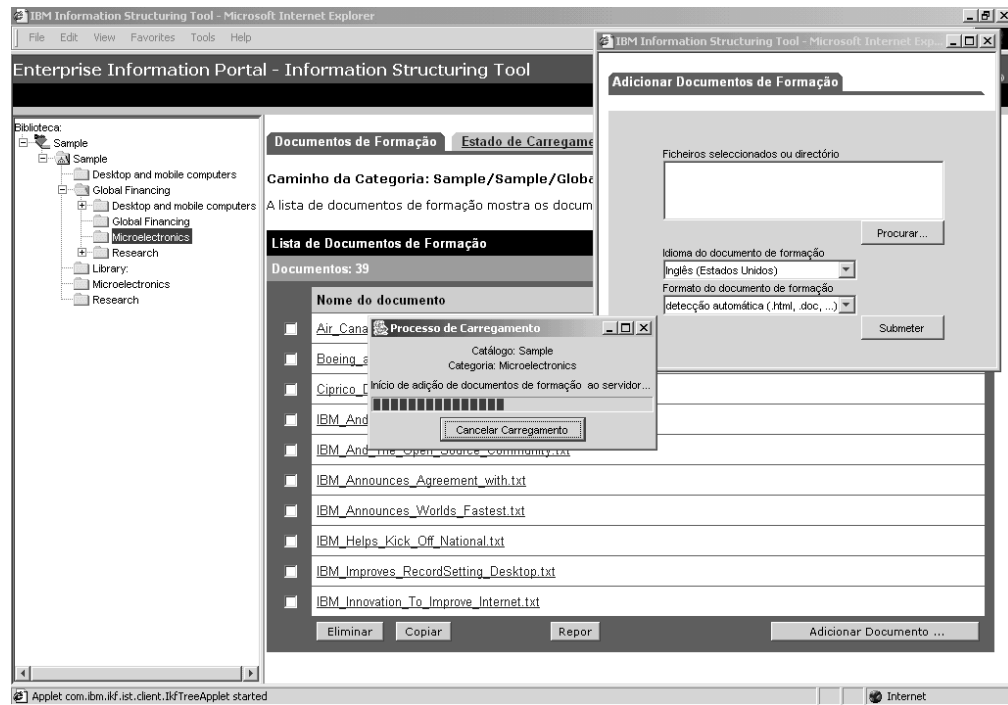 IBM Information Structuring Tool - Microsoft Internet Explorer
File Edit View Favorites Tools Help
Enterprise Information Portal - Information Structuring Tool
Biblioteca:
Sample
Sample
Desktop and mobile computers
Global Financing
Desktop and mobile computers
Global Financing
Microelectronics
Research
Library:
Microelectronics
Research
Documentos de Formação
Estado de Carregame
Caminho da Categoria: Sample/Sample/Globa
A lista de documentos de formação mostra os docum
Lista de Documentos de Formação
Documentos: 39
Nome do documento
Air_Cana
Boeing_a
Ciprico_D
IBM_And
IBM_And_The_Open_Source_Community.txt
IBM_Announces_Agreement_with.txt
IBM_Announces_Worlds_Fastest.txt
IBM_Helps_Kick_Off_National.txt
IBM_Improves_RecordSetting_Desktop.txt
IBM_Innovation_To_Improve_Internet.txt
Eliminar Copiar Repor Adicionar Documento ...
Processo de Carregamento
Catálogo: Sample
Categoria: Microelectronics
Início de adição de documentos de formação ao servidor...
Cancelar Carregamento
IBM Information Structuring Tool - Microsoft Internet Exp...
Adicionar Documentos de Formação
Ficheiros seleccionados ou directório
Procurar...
Idioma do documento de formação
Inglês (Estados Unidos)
Formato do documento de formação
detecção automática (.html, .doc, ...)
Submeter
Applet com.ibm.ikf.ist.client.IkfTreeApplet started
Internet